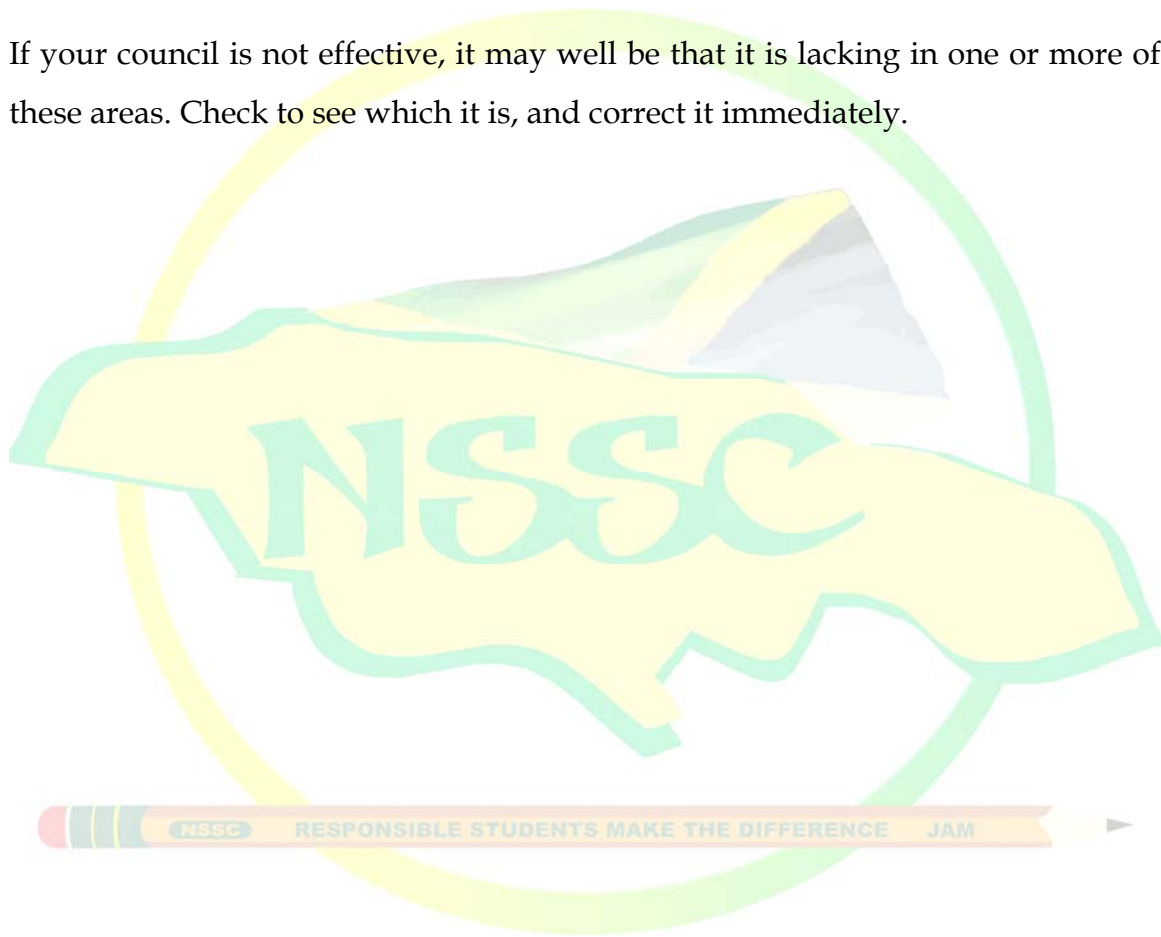 If your council is not effective, it may well be that it is lacking in one or more of
these areas. Check to see which it is, and correct it immediately.
NSSC
NSSC RESPONSIBLE STUDENTS MAKE THE DIFFERENCE JAM